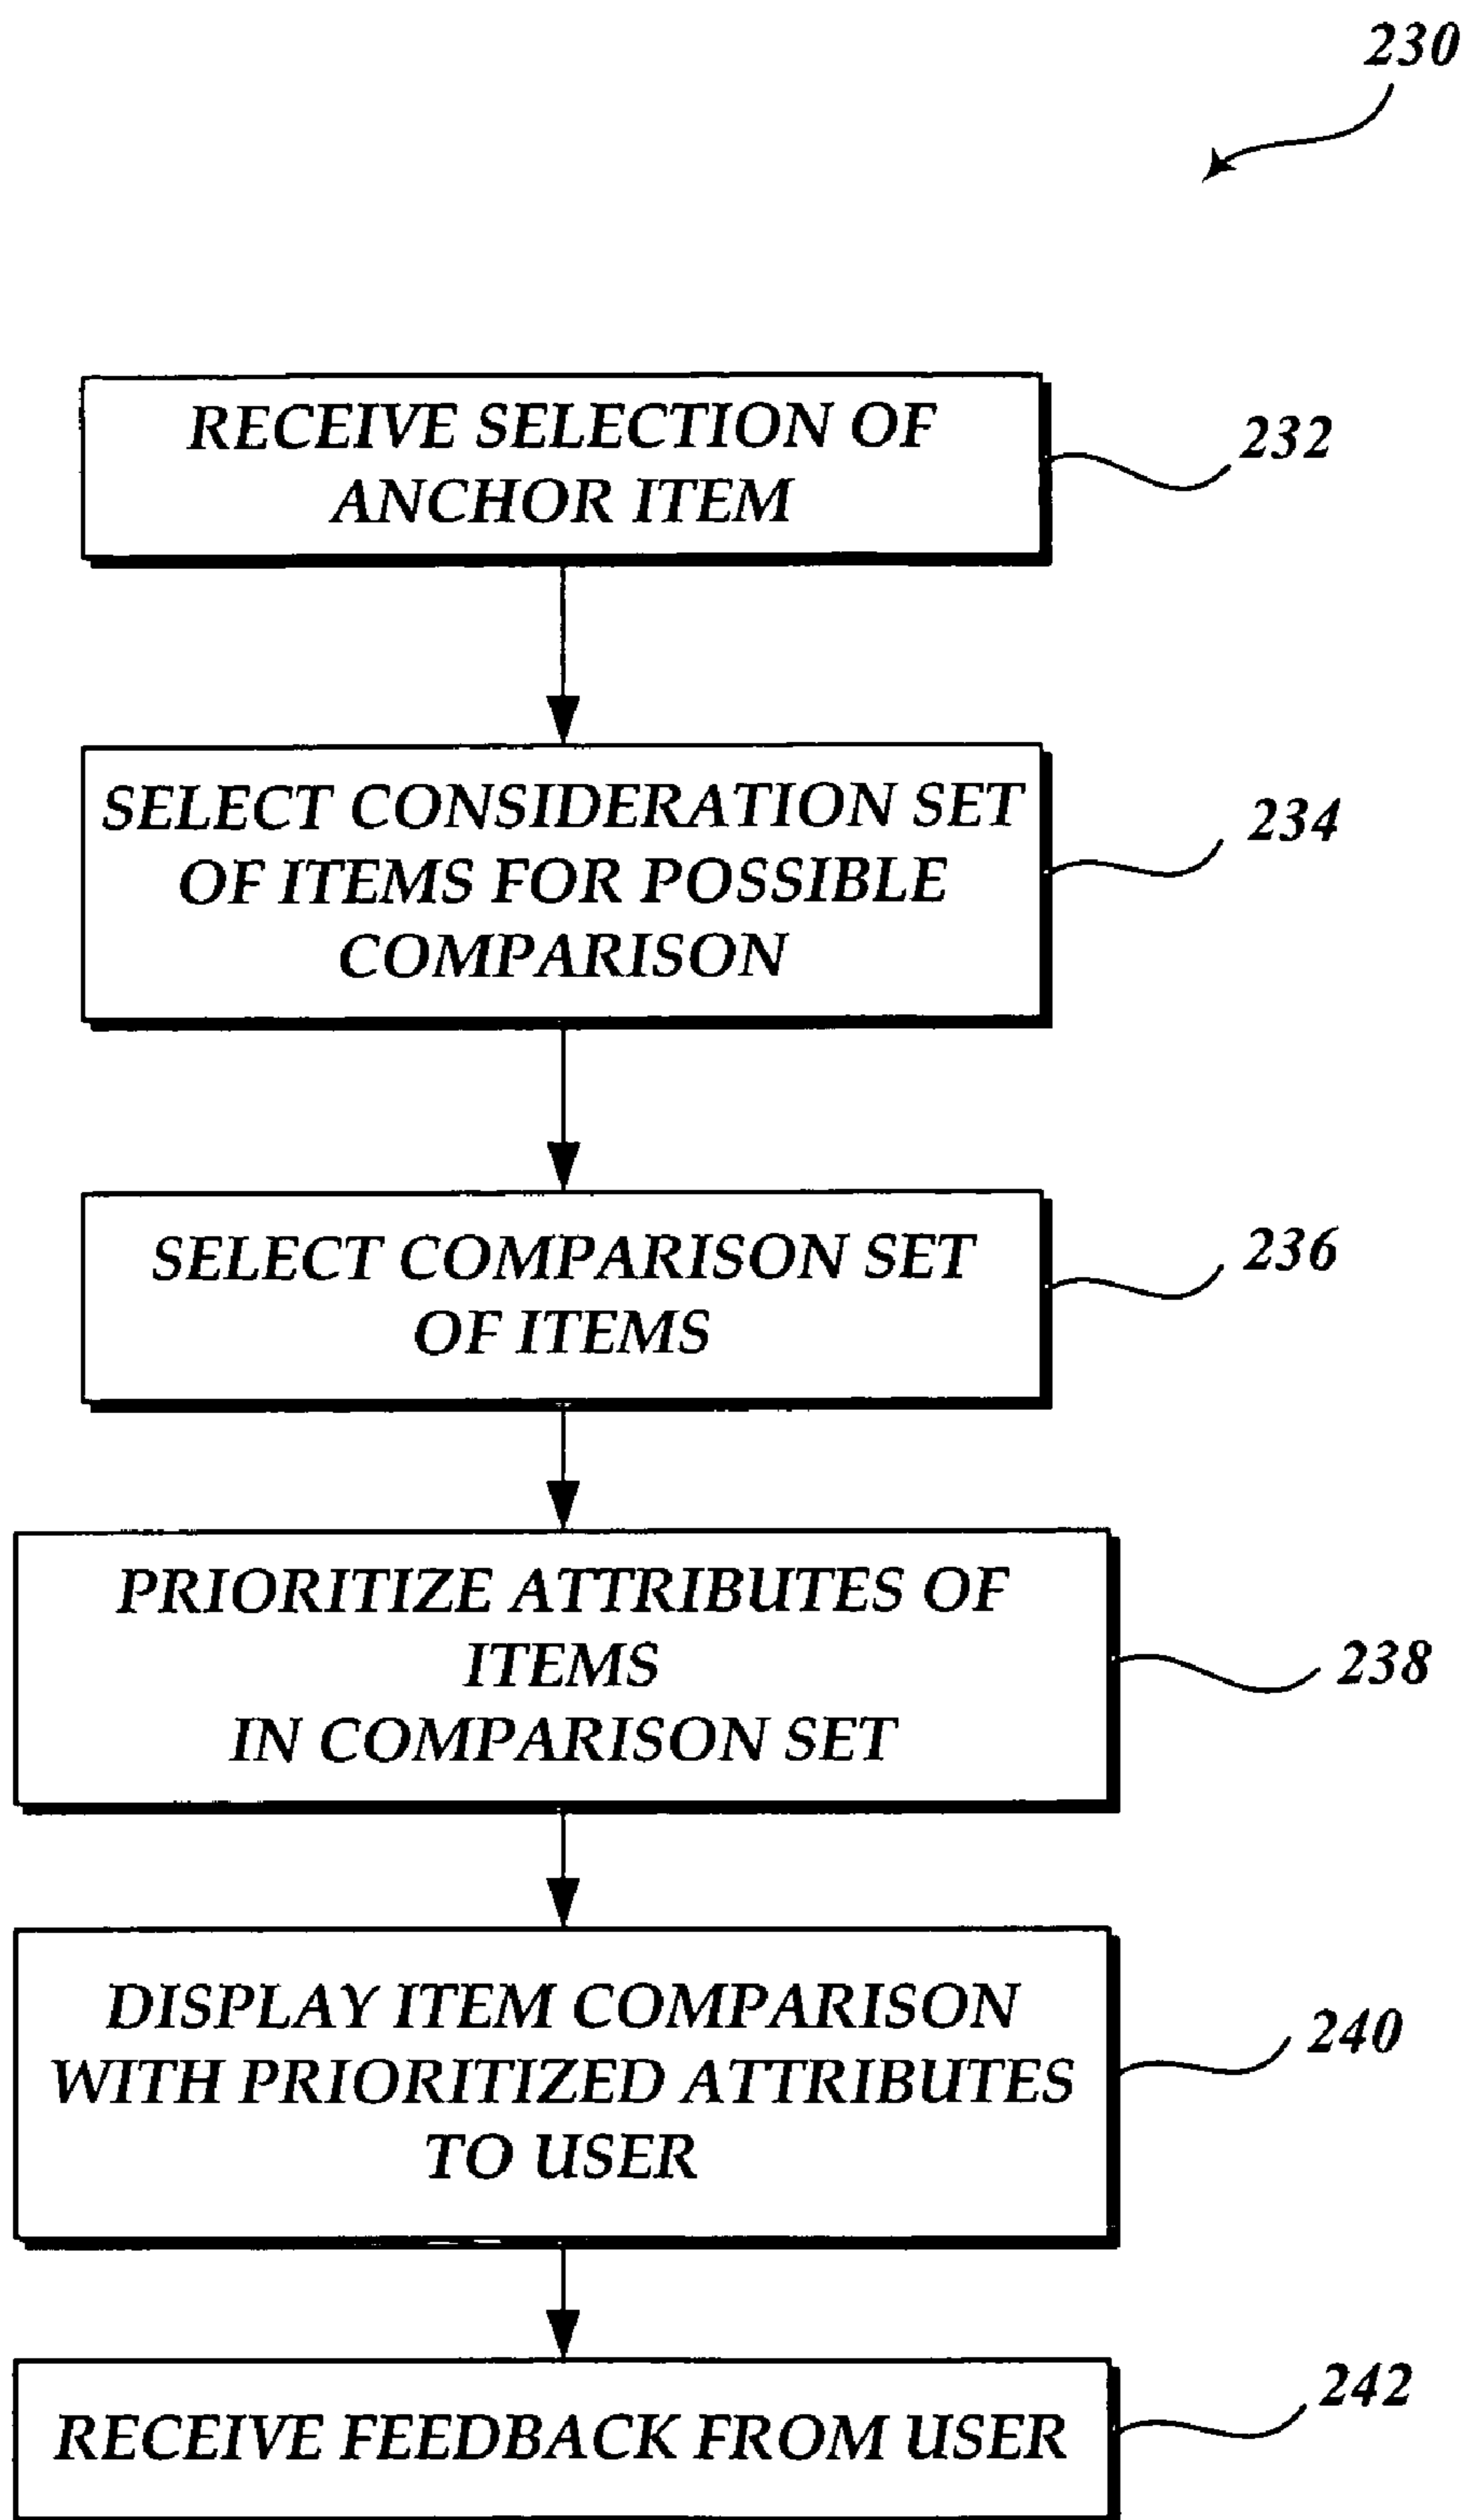 230
RECEIVE SELECTION OF
ANCHOR ITEM
232
SELECT CONSIDERATION SET
OF ITEMS FOR POSSIBLE
COMPARISON
234
SELECT COMPARISON SET
OF ITEMS
236
PRIORITIZE ATTRIBUTES OF
ITEMS
IN COMPARISON SET
238
DISPLAY ITEM COMPARISON
WITH PRIORITIZED ATTRIBUTES
TO USER
240
RECEIVE FEEDBACK FROM USER
242